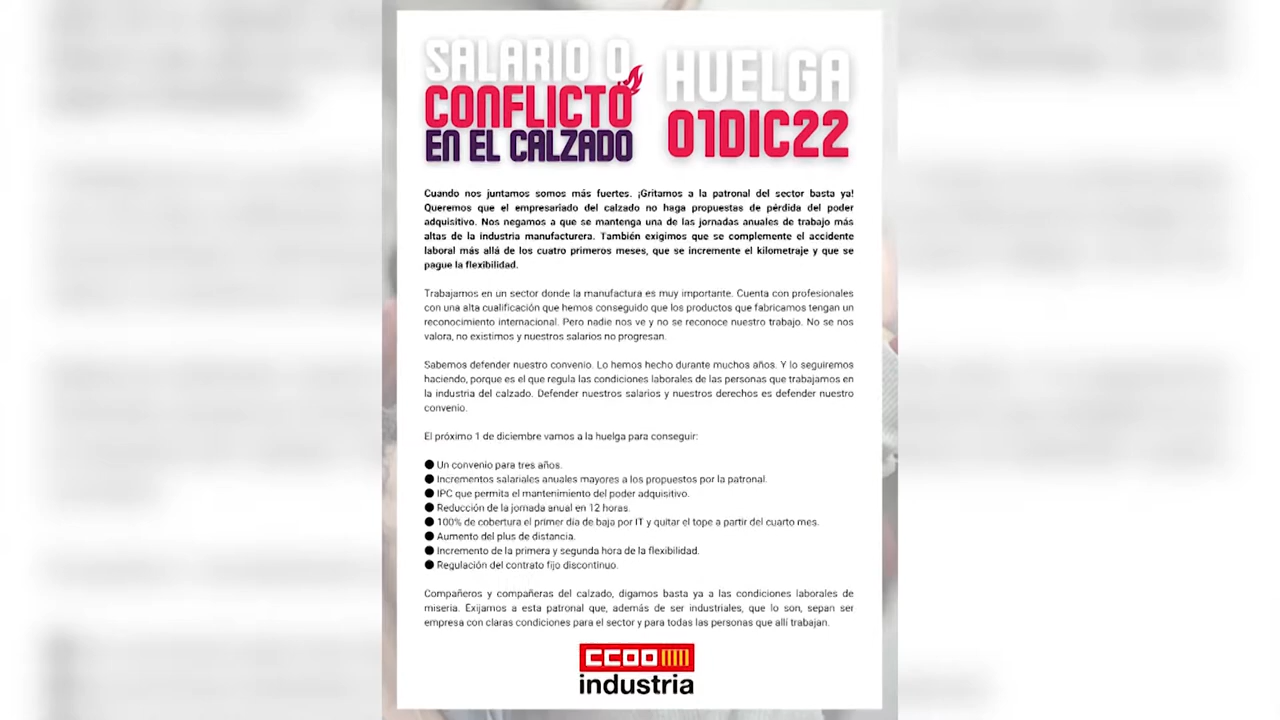 SALARIO O
CONFLICTO
EN EL CALZADO
HUELGA
01DIC22
Cuando nos juntamos somos más fuertes. ¡Gritamos a la patronal del sector basta ya!
Queremos que el empresariado del calzado no haga propuestas de pérdida del poder
adquisitivo. Nos negamos a que se mantenga una de las jornadas anuales de trabajo más
altas de la industria manufacturera. También exigimos que se complemente el accidente
laboral más allá de los cuatro primeros meses, que se incremente el kilometraje y que se
pague la flexibilidad.
Trabajamos en un sector donde la manufactura es muy importante. Cuenta con profesionales
con una alta cualificación que hemos conseguido que los productos que fabricamos tengan un
reconocimiento internacional. Pero nadie nos ve y no se reconoce nuestro trabajo. No se nos
valora, no existimos y nuestros salarios no progresan.
Sabemos defender nuestro convenio. Lo hemos hecho durante muchos años. Y lo seguiremos
haciendo, porque es el que regula las condiciones laborales de las personas que trabajamos en
la industria del calzado. Defender nuestros salarios y nuestros derechos es defender nuestro
convenio.
El próximo 1 de diciembre vamos a la huelga para conseguir:
● Un convenio para tres años.
● Incrementos salariales anuales mayores a los propuestos por la patronal.
● IPC que permita el mantenimiento del poder adquisitivo.
● Reducción de la jornada anual en 12 horas.
● 100% de cobertura el primer día de baja por IT y quitar el tope a partir del cuarto mes.
● Aumento del plus de distancia.
● Incremento de la primera y segunda hora de la flexibilidad.
● Regulación del contrato fijo discontinuo.
Compañeros y compañeras del calzado, digamos basta ya a las condiciones laborales de
miseria. Exijamos a esta patronal que, además de ser industriales, que lo son, sepan ser
empresa con claras condiciones para el sector y para todas las personas que allí trabajan.
CCOO
industria